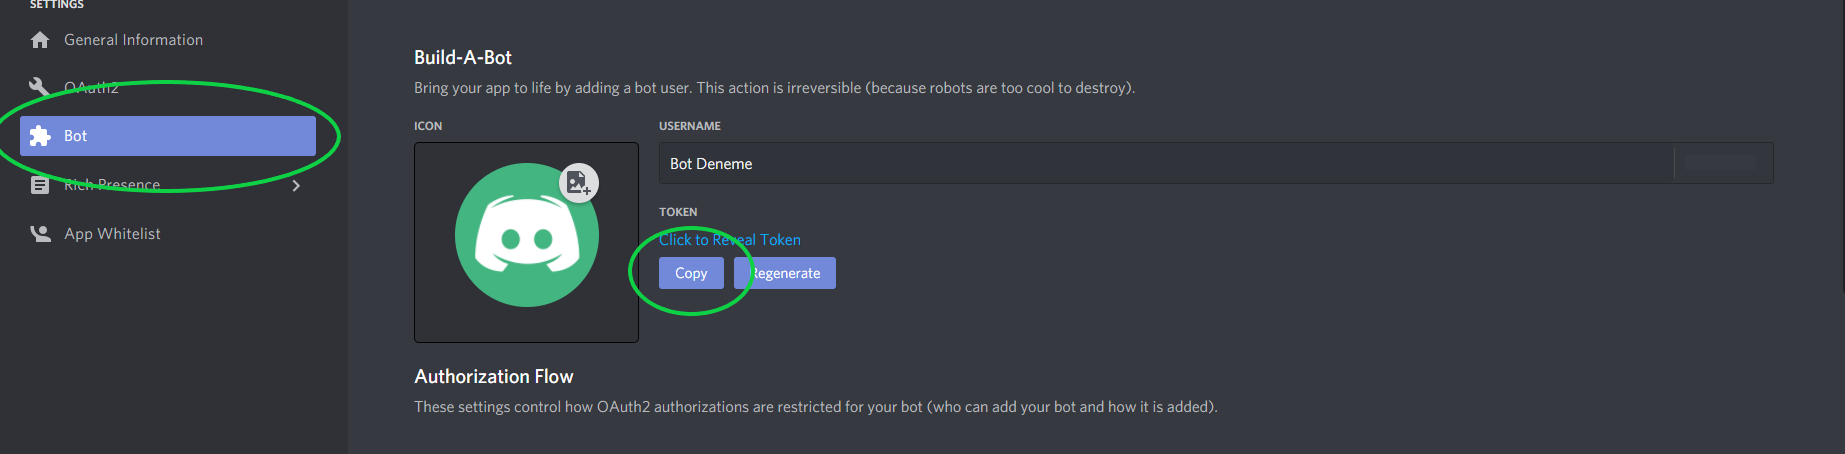 SETTINGS
General Information
OAuth2
Bot
Rich Presence
App Whitelist
Build-A-Bot
Bring your app to life by adding a bot user. This action is irreversible (because robots are too cool to destroy).
ICON
USERNAME
Bot Deneme
TOKEN
Click to Reveal Token
Copy
Regenerate
Authorization Flow
These settings control how OAuth2 authorizations are restricted for your bot (who can add your bot and how it is added).